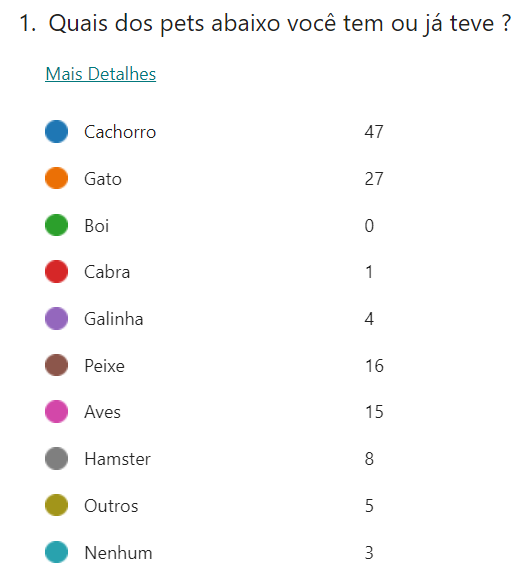 1. Quais dos pets abaixo você tem ou já teve ?
Mais Detalhes
Cachorro 47
Gato 27
Boi 0
Cabra 1
Galinha 4
Peixe 16
Aves 15
Hamster 8
Outros 5
Nenhum 3